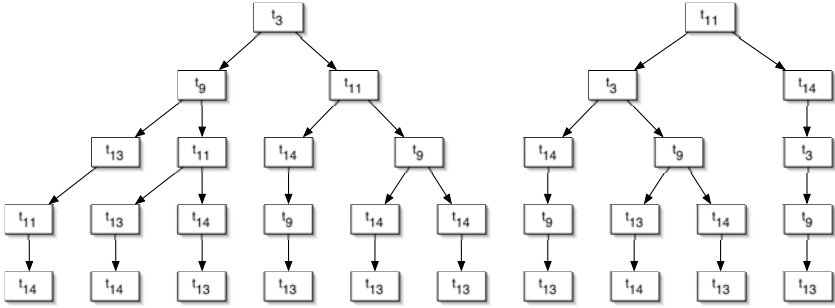 t3 t11
t9 t11 t3 t14
t13 t11 t14 t9 t14 t9 t3
t11 t13 t14 t9 t14 t14 t9 t13 t14 t9
t14 t14 t13 t13 t13 t13 t13 t14 t13 t13